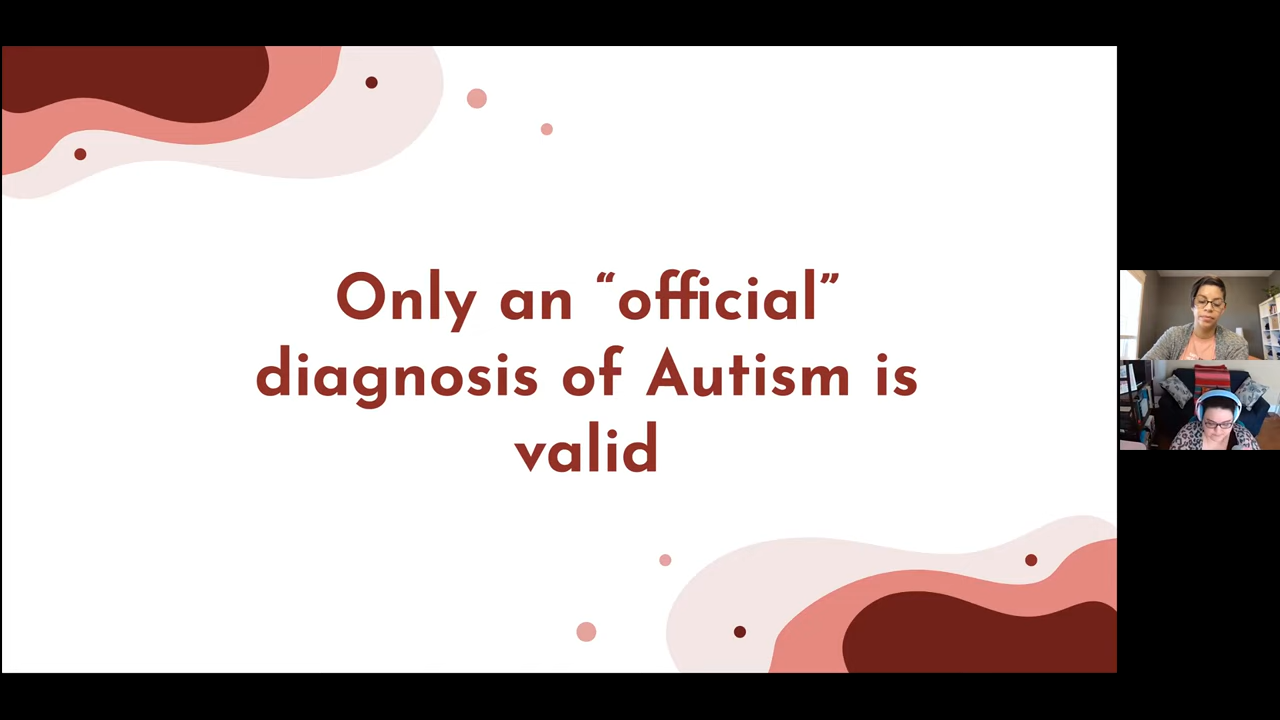 Only an “official”
diagnosis of Autism is
valid